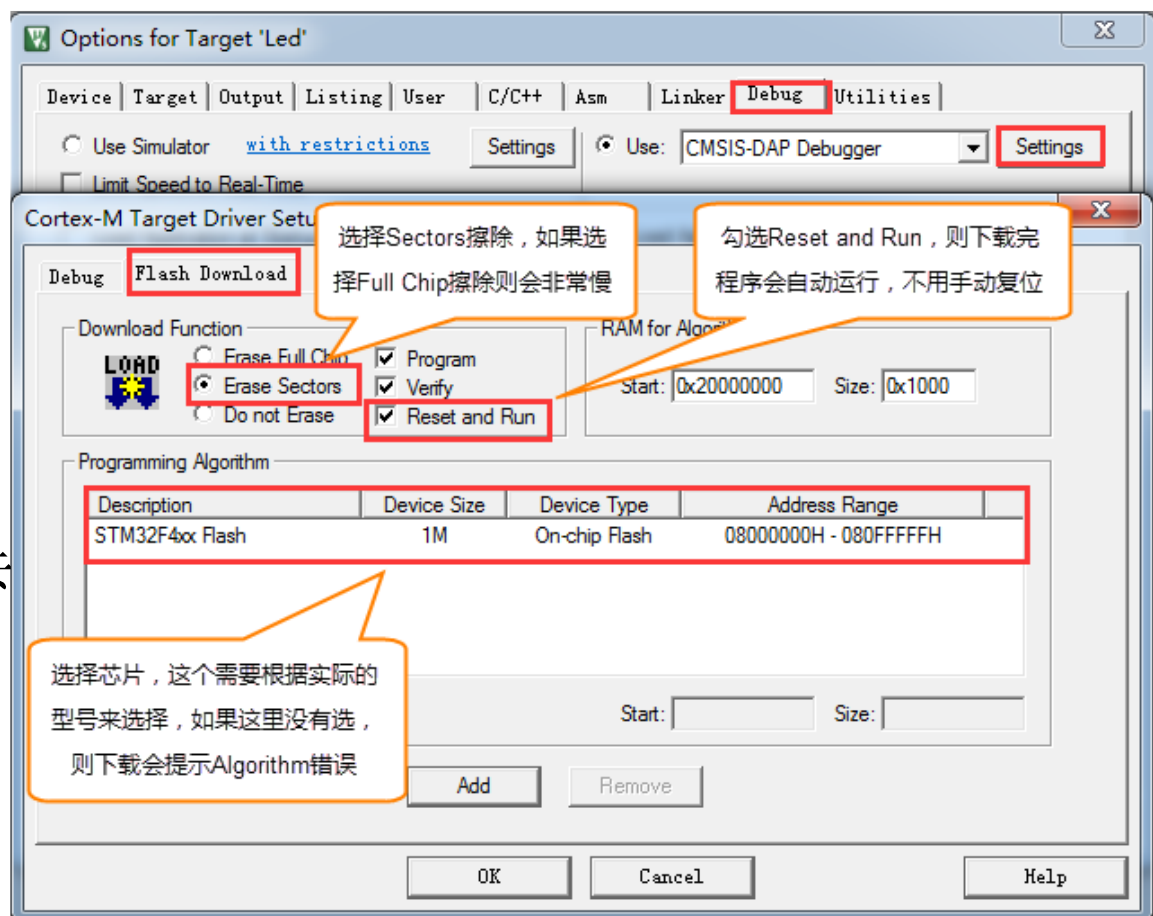 Options for Target 'Led'
Device Target Output Listing User C/C++ Asm Linker Debug Utilities
Use Simulator with restrictions Settings Use: CMSIS-DAP Debugger Settings
Limit Speed to Real-Time
Cortex-M Target Driver Setu
选择Sectors擦除，如果选
择Full Chip擦除则会非常慢
勾选Reset and Run，则下载完
程序会自动运行，不用手动复位
Debug Flash Download
Download Function
LOAD
Erase Full Chip
Erase Sectors
Do not Erase
Program
Verify
Reset and Run
RAM for Algorithm
Start: 0x20000000 Size: 0x1000
Programming Algorithm
Description Device Size Device Type Address Range
STM32F4xx Flash 1M On-chip Flash 08000000H - 080FFFFFH
选择芯片，这个需要根据实际的
型号来选择，如果这里没有选，
则下载会提示Algorithm错误
Start: Size:
Add Remove
OK Cancel Help